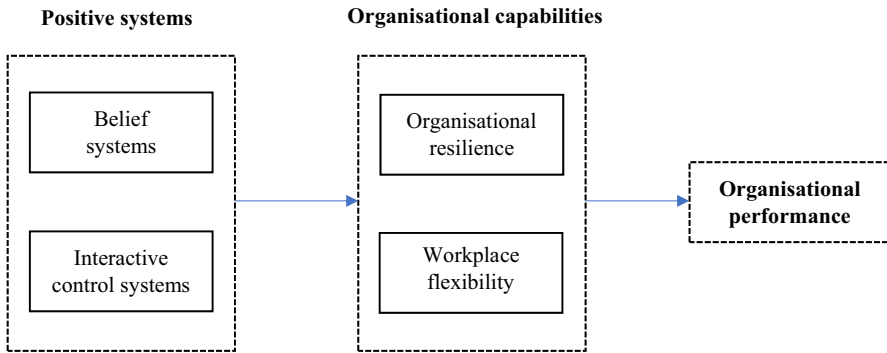 Positive systems
Organisational capabilities
Belief
systems
Interactive
control systems
Organisational
resilience
Workplace
flexibility
Organisational
performance